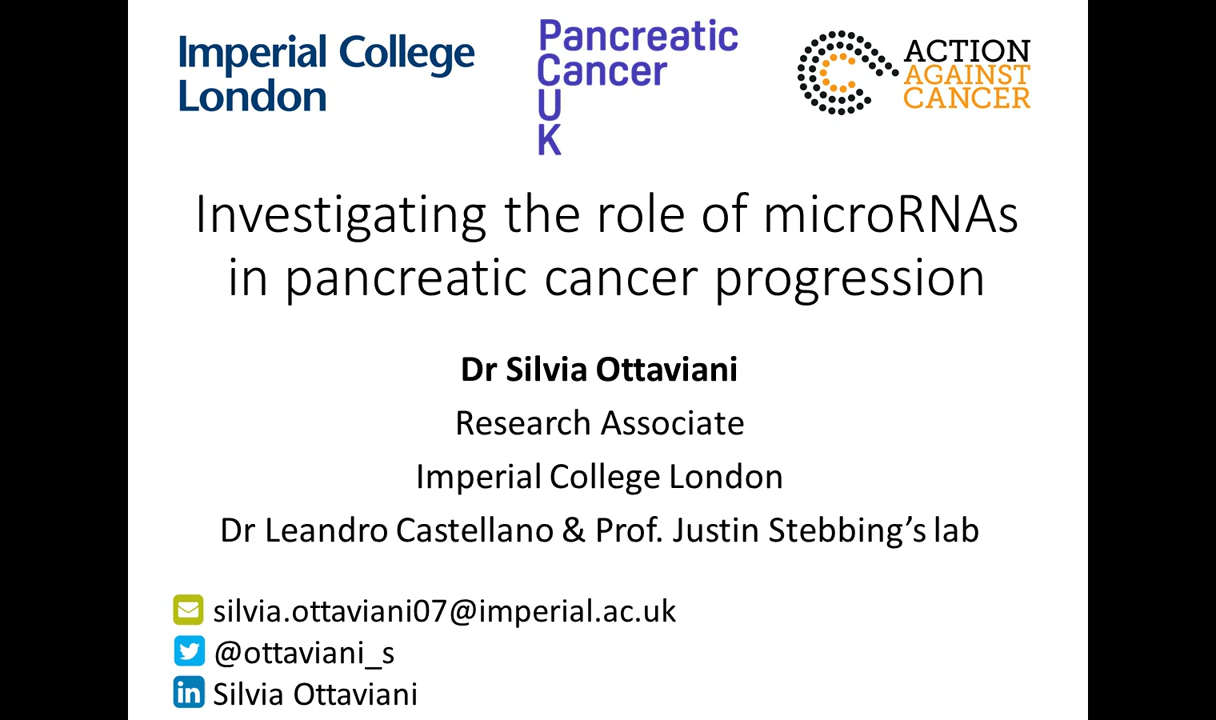 Imperial College
London
Pancreatic
Cancer
U
K
ACTION
AGAINST
CANCER
Investigating the role of microRNAs
in pancreatic cancer progression
Dr Silvia Ottaviani
Research Associate
Imperial College London
Dr Leandro Castellano & Prof. Justin Stebbing’s lab
silvia.ottaviani07@imperial.ac.uk
@ottaviani_s
in Silvia Ottaviani